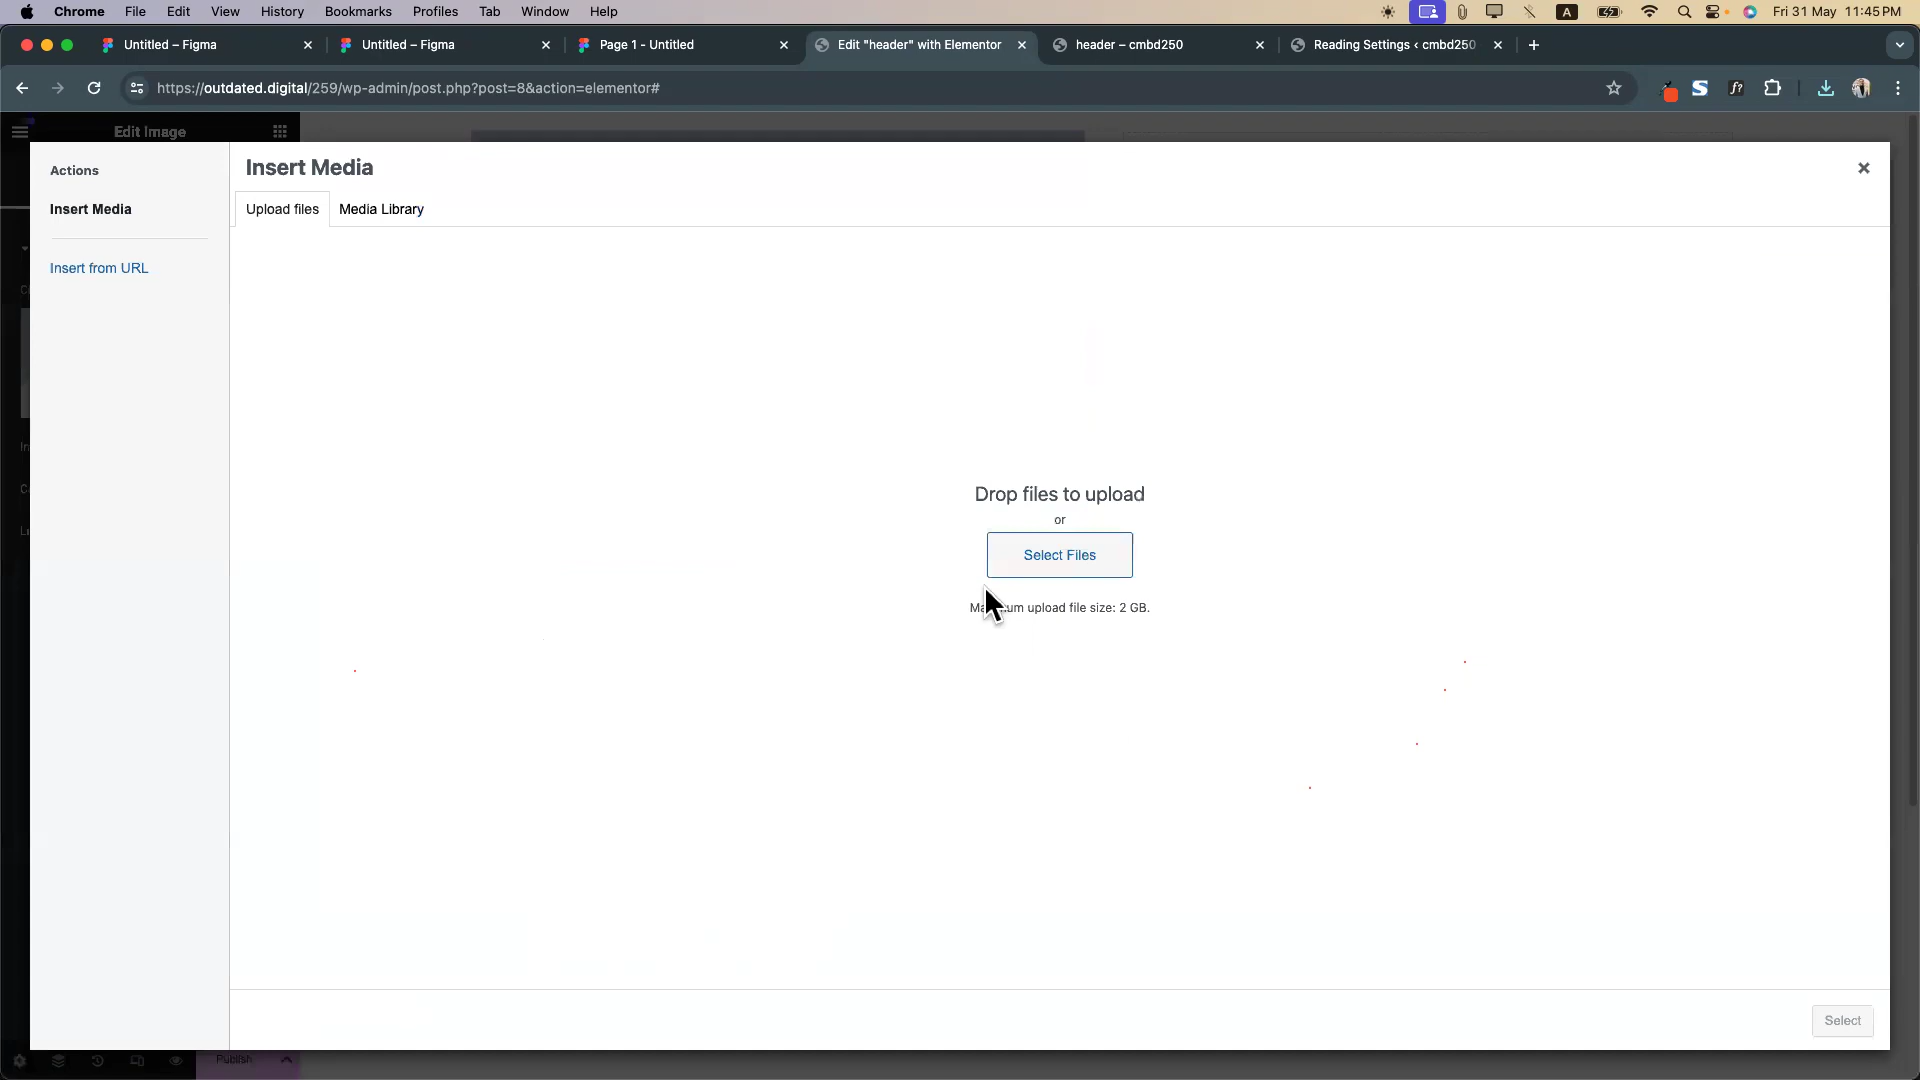 Chrome File Edit View History Bookmarks Profiles Tab Window Help A Fri 31 May 11:45 PM
Untitled – Figma Untitled – Figma Page 1 - Untitled Edit "header" with Elementor header – cmbd250 Reading Settings ‹ cmbd250
https://outdated.digital/259/wp-admin/post.php?post=8&action=elementor#
Edit Image
Actions
Insert Media
Insert from URL
Insert Media
Upload files Media Library
Drop files to upload
or
Select Files
upload file size: 2 GB.
Select
Publish